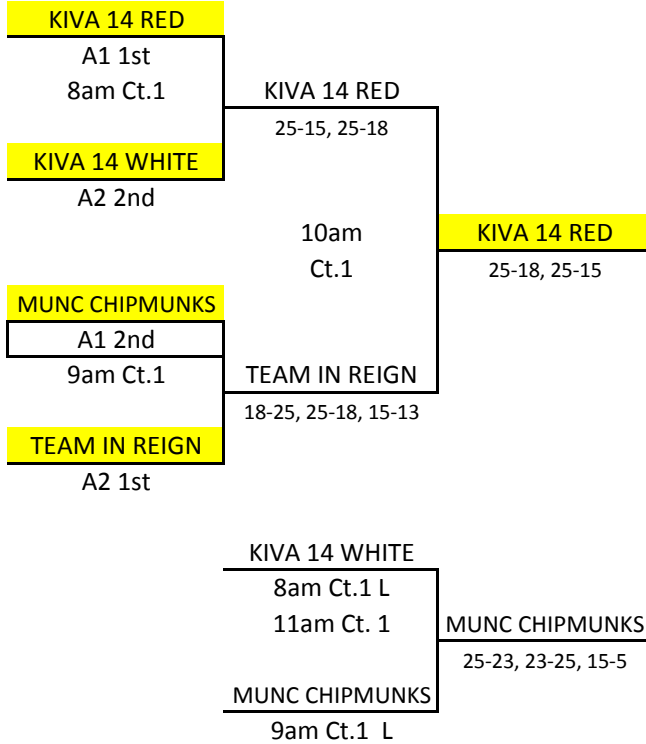 KIVA 14 RED
A1 1st
8am Ct.1
KIVA 14 RED
25-15, 25-18
KIVA 14 WHITE
A2 2nd
10am
Ct.1
KIVA 14 RED
25-18, 25-15
MUNC CHIPMUNKS
A1 2nd
9am Ct.1
TEAM IN REIGN
18-25, 25-18, 15-13
TEAM IN REIGN
A2 1st
KIVA 14 WHITE
8am Ct.1 L
11am Ct. 1
MUNC CHIPMUNKS
25-23, 23-25, 15-5
MUNC CHIPMUNKS
9am Ct.1  L